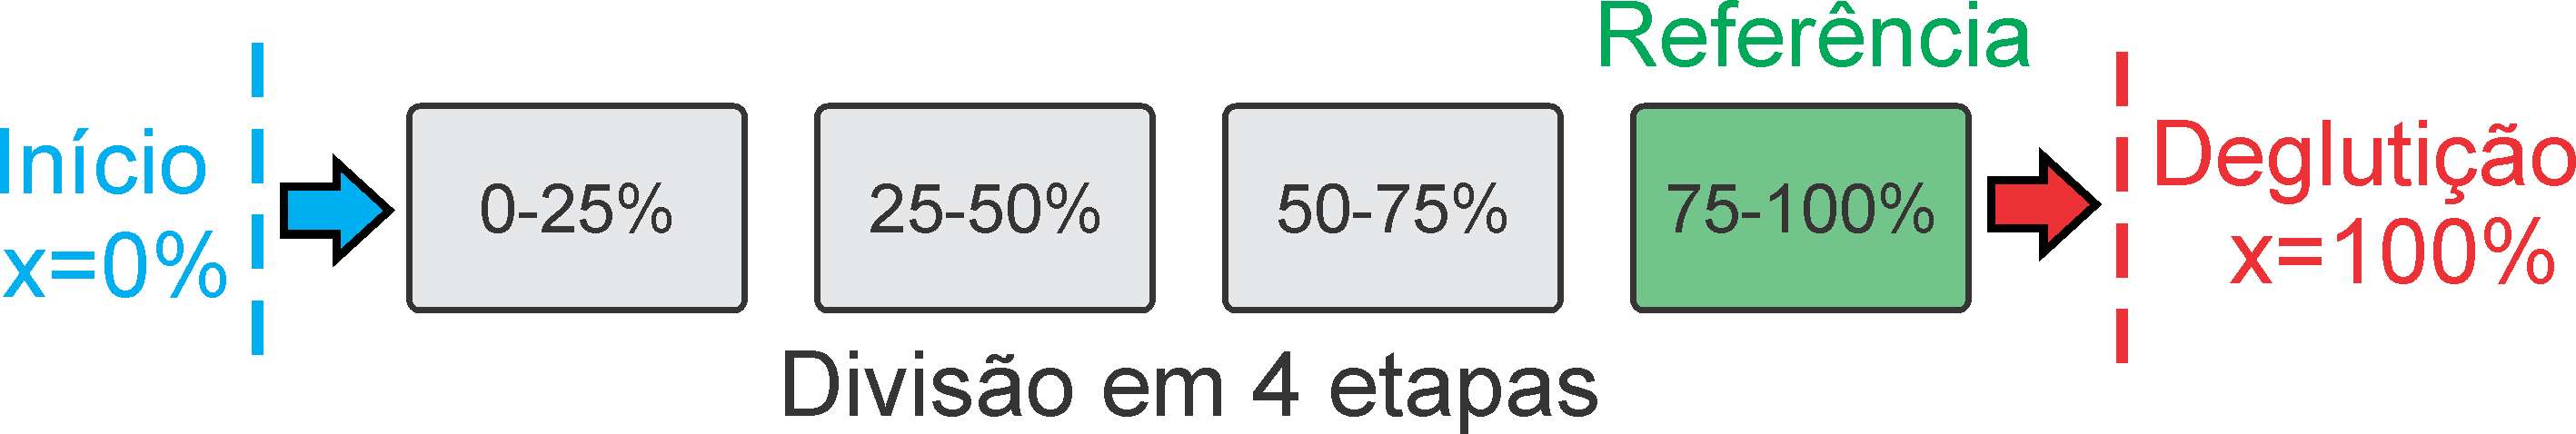 Referência
Início
x=0%
0-25%
25-50%
50-75%
75-100%
Deglutição
x=100%
Divisão em 4 etapas